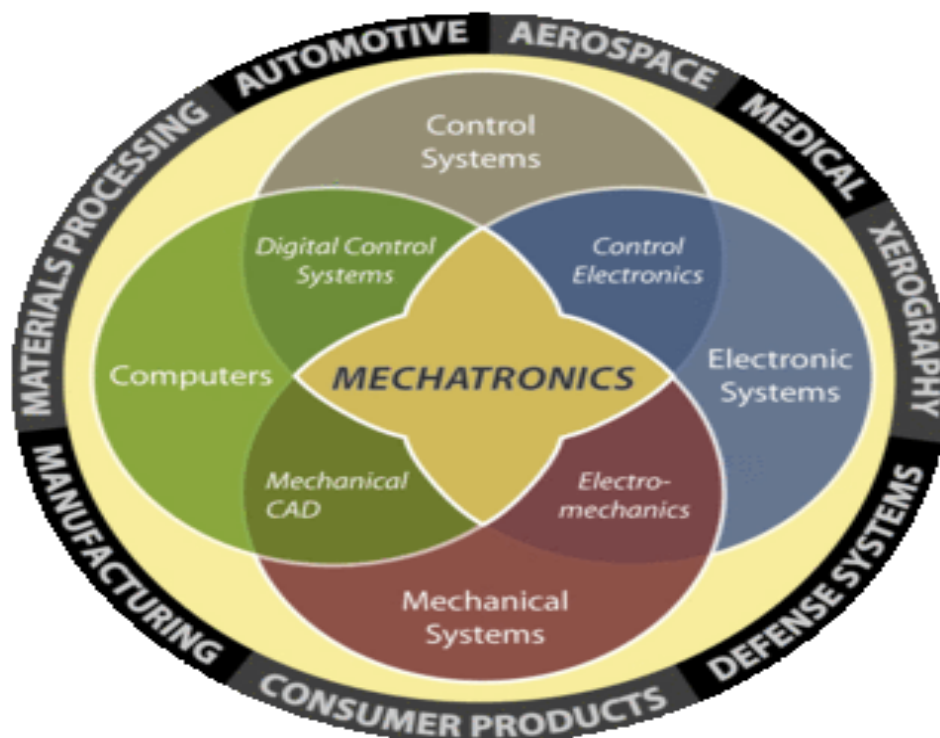 AUTOMOTIVE
AEROSPACE
MEDICAL
XEROGRAPHY
DEFENSE SYSTEMS
CONSUMER PRODUCTS
MANUFACTURING
MATERIALS PROCESSING
Control
Systems
Digital Control
Systems
Control
Electronics
Computers
MECHATRONICS
Electronic
Systems
Mechanical
CAD
Electro-
mechanics
Mechanical
Systems